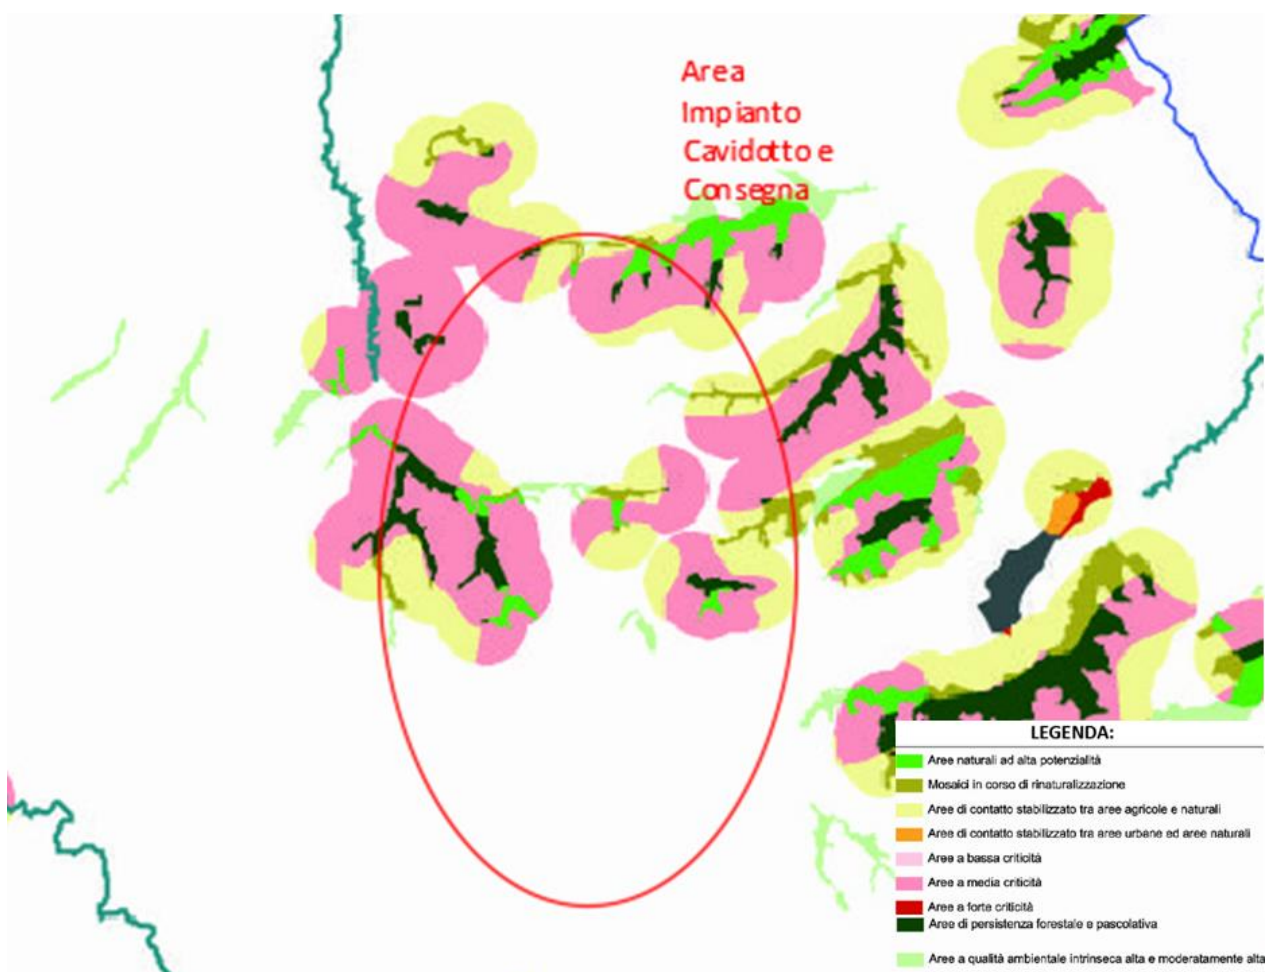 Area
Impianto
Cavidotto e
Consegna
LEGENDA:
Aree naturali ad alta potenzialità
Mosaici in corso di rinaturalizzazione
Aree di contatto stabilizzato tra aree agricole e naturali
Aree di contatto stabilizzato tra aree urbane ed aree naturali
Aree a bassa criticità
Aree a media criticità
Aree a forte criticità
Aree di persistenza forestale e pascolativa
Aree a qualità ambientale intrinseca alta e moderatamente alta